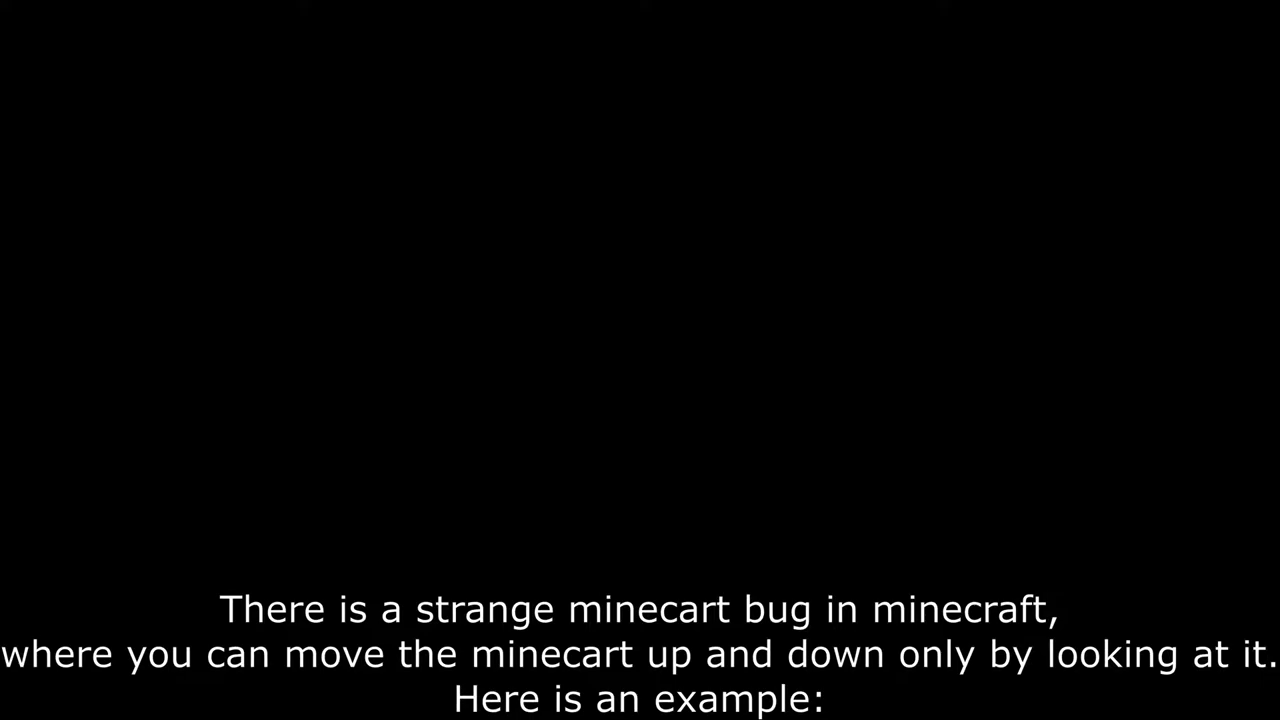 There is a strange minecart bug in minecraft,
where you can move the minecart up and down only by looking at it.
Here is an example: